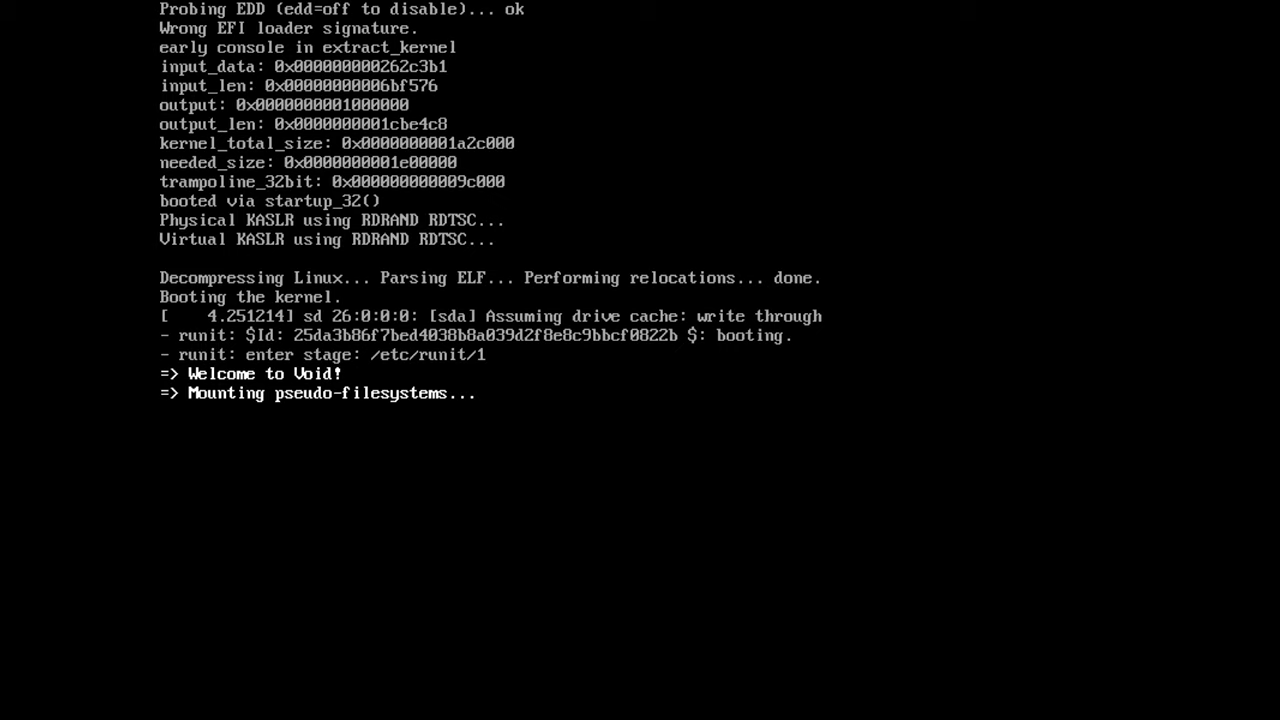 Probing EDD (edd=off to disable)... ok
Wrong EFI loader signature.
early console in extract_kernel
input_data: 0x000000000262c3b1
input_len: 0x00000000006bf576
output: 0x0000000001000000
output_len: 0x0000000001cbe4c8
kernel_total_size: 0x0000000001a2c000
needed_size: 0x0000000001e00000
trampoline_32bit: 0x000000000009c000
booted via startup_32()
Physical KASLR using RDRAND RDTSC...
Virtual KASLR using RDRAND RDTSC...
Decompressing Linux... Parsing ELF... Performing relocations... done.
Booting the kernel.
[    4.251214] sd 26:0:0:0: [sda] Assuming drive cache: write through
- runit: $Id: 25da3b86f7bed4038b8a039d2f8e8c9bbcf0822b $: booting.
- runit: enter stage: /etc/runit/1
=> Welcome to Void!
=> Mounting pseudo-filesystems...